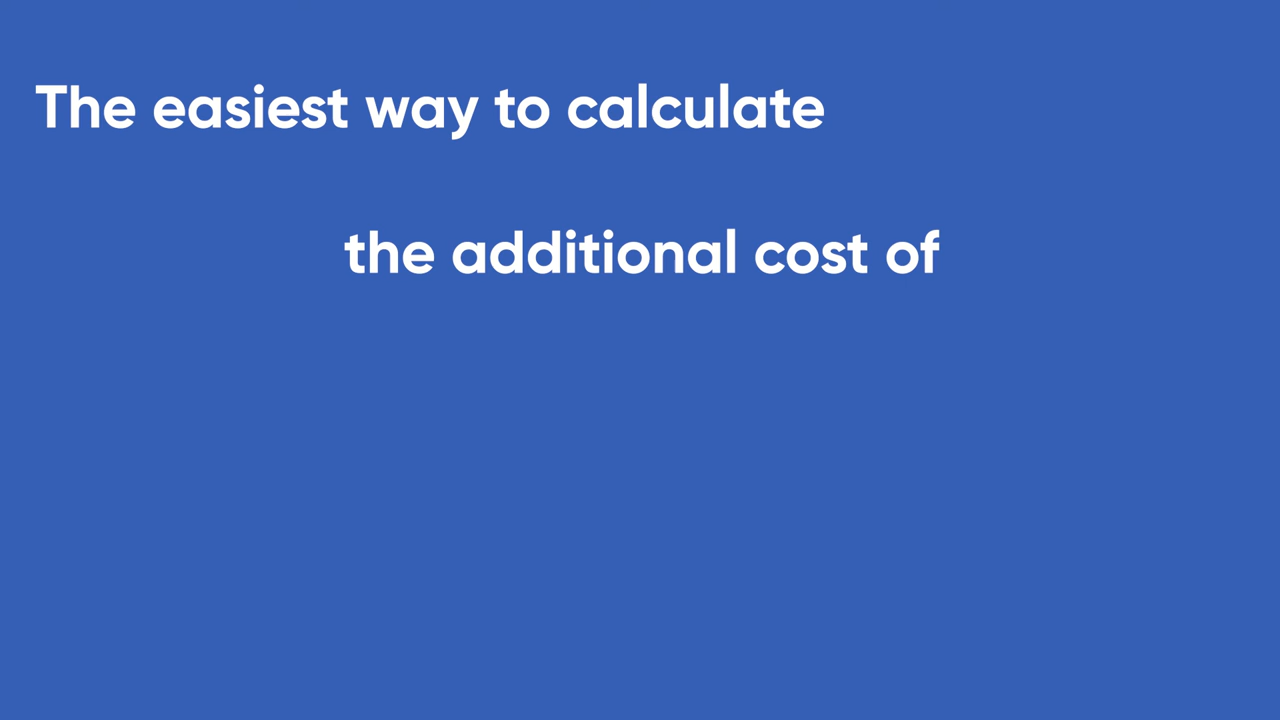 The easiest way to calculate
the additional cost of